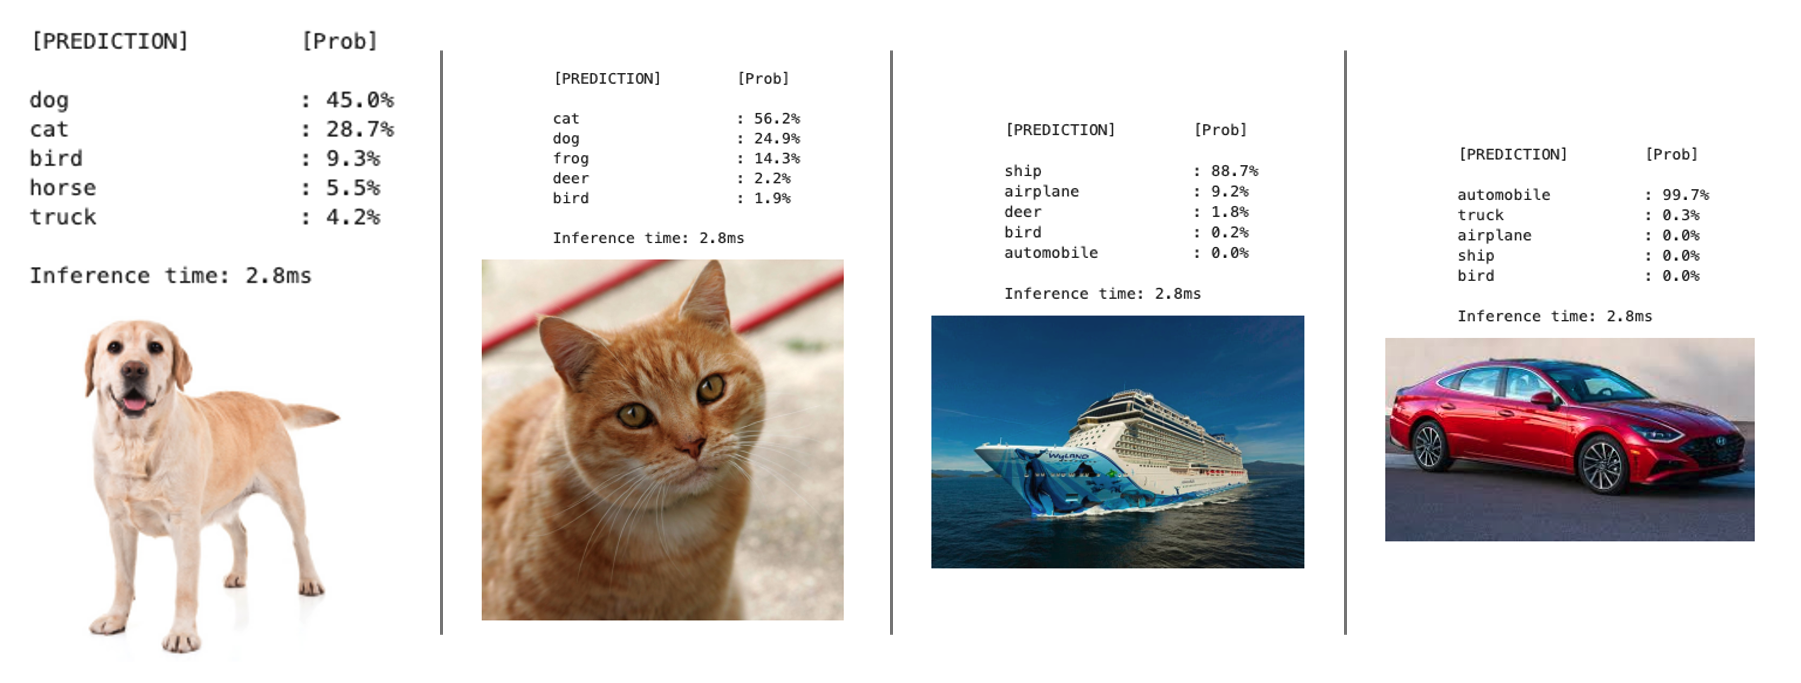 [PREDICTION] [Prob]
dog : 45.0%
cat : 28.7%
bird : 9.3%
horse : 5.5%
truck : 4.2%
Inference time: 2.8ms
[PREDICTION] [Prob]
cat : 56.2%
dog : 24.9%
frog : 14.3%
deer : 2.2%
bird : 1.9%
Inference time: 2.8ms
[PREDICTION] [Prob]
ship : 88.7%
airplane : 9.2%
deer : 1.8%
bird : 0.2%
automobile : 0.0%
Inference time: 2.8ms
[PREDICTION] [Prob]
automobile : 99.7%
truck : 0.3%
airplane : 0.0%
ship : 0.0%
bird : 0.0%
Inference time: 2.8ms